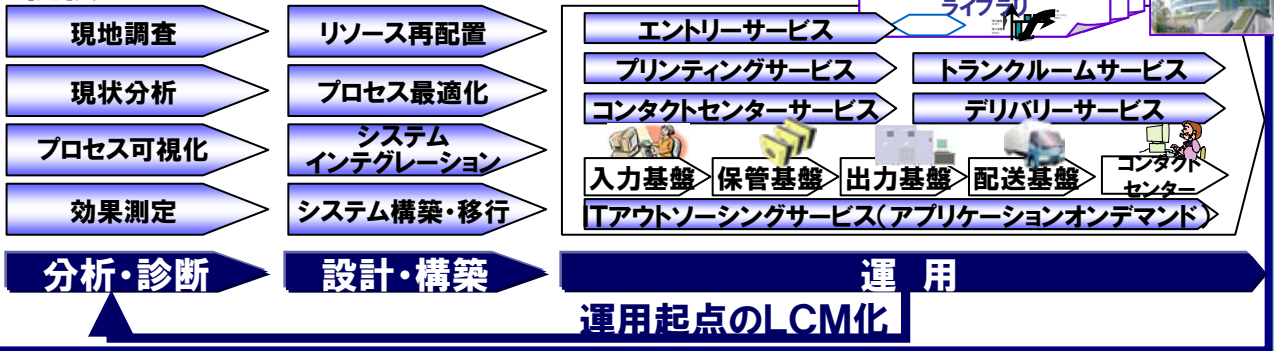 ライブラリ
現地調査
リソース再配置
エントリーサービス
現状分析
プロセス最適化
プリンティングサービス
トランクルームサービス
プロセス可視化
システム
インテグレーション
コンタクトセンターサービス
デリバリーサービス
入力基盤
保管基盤
出力基盤
配送基盤
コンタクト
センター
効果測定
システム構築・移行
ITアウトソーシングサービス(アプリケーションオンデマンド)
分析・診断
設計・構築
運 用
運用起点のLCM化